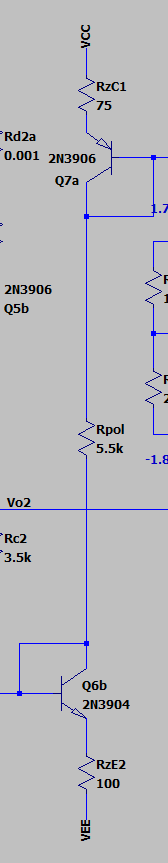 VCC
RzC1
75
Rd2a
0.001
2N3906
Q7a
1.7
2N3906
Q5b
Rpol
5.5k
-1.8
Vo2
Rc2
3.5k
Q6b
2N3904
RzE2
100
VEE